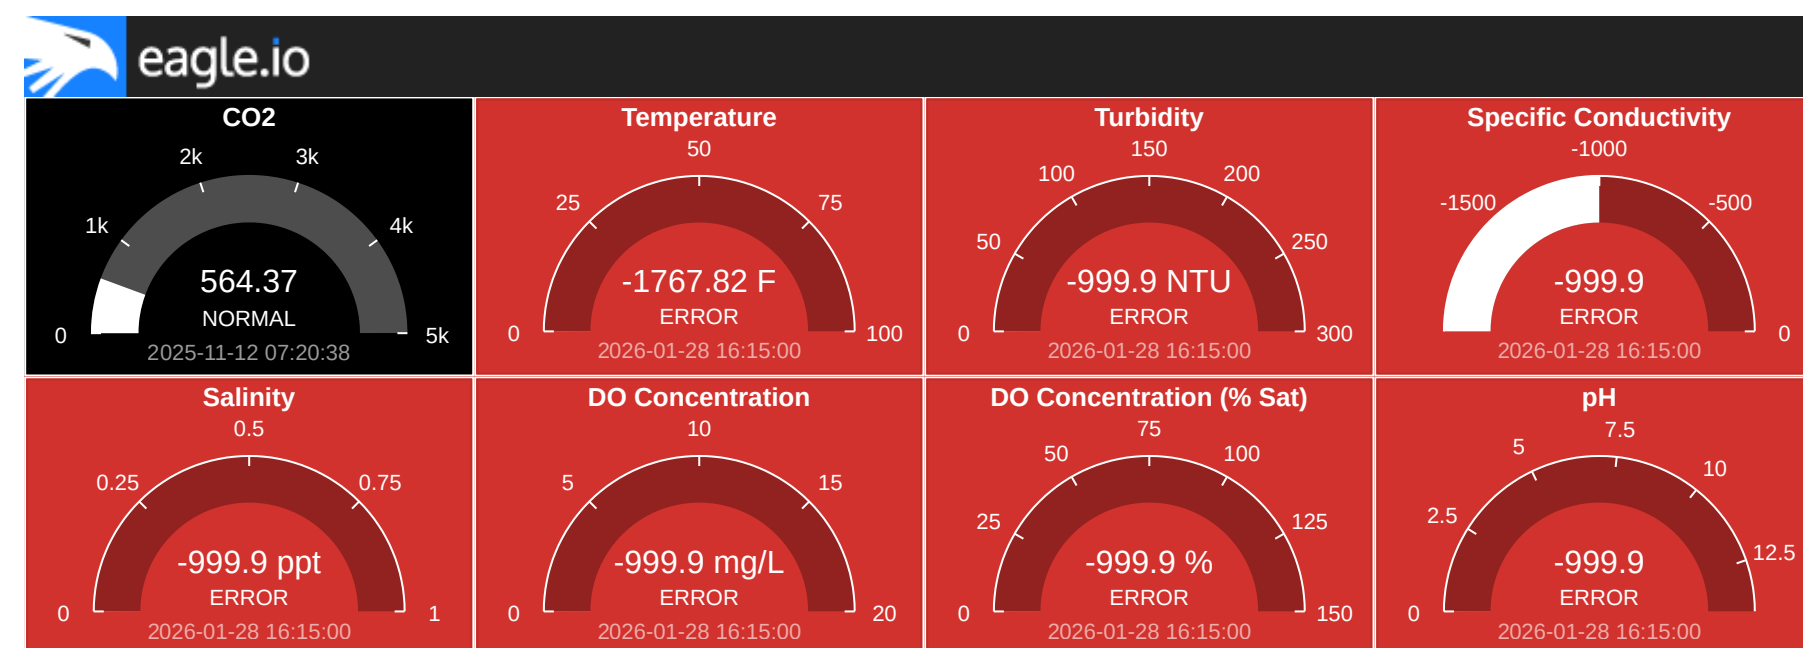 eagle.io
CO2
2k 3k
1k 4k
0 5k
564.37
NORMAL
2025-11-12 07:20:38
Temperature
50
25 75
0 100
-1767.82 F
ERROR
2026-01-28 16:15:00
Turbidity
150
100 200
50 250
0 300
-999.9 NTU
ERROR
2026-01-28 16:15:00
Specific Conductivity
-1000
-1500 -500
0
-999.9
ERROR
2026-01-28 16:15:00
Salinity
0.5
0.25 0.75
0 1
-999.9 ppt
ERROR
2026-01-28 16:15:00
DO Concentration
10
5 15
0 20
-999.9 mg/L
ERROR
2026-01-28 16:15:00
DO Concentration (% Sat)
75
50 100
25 125
0 150
-999.9 %
ERROR
2026-01-28 16:15:00
pH
7.5
5 10
2.5 12.5
0
-999.9
ERROR
2026-01-28 16:15:00